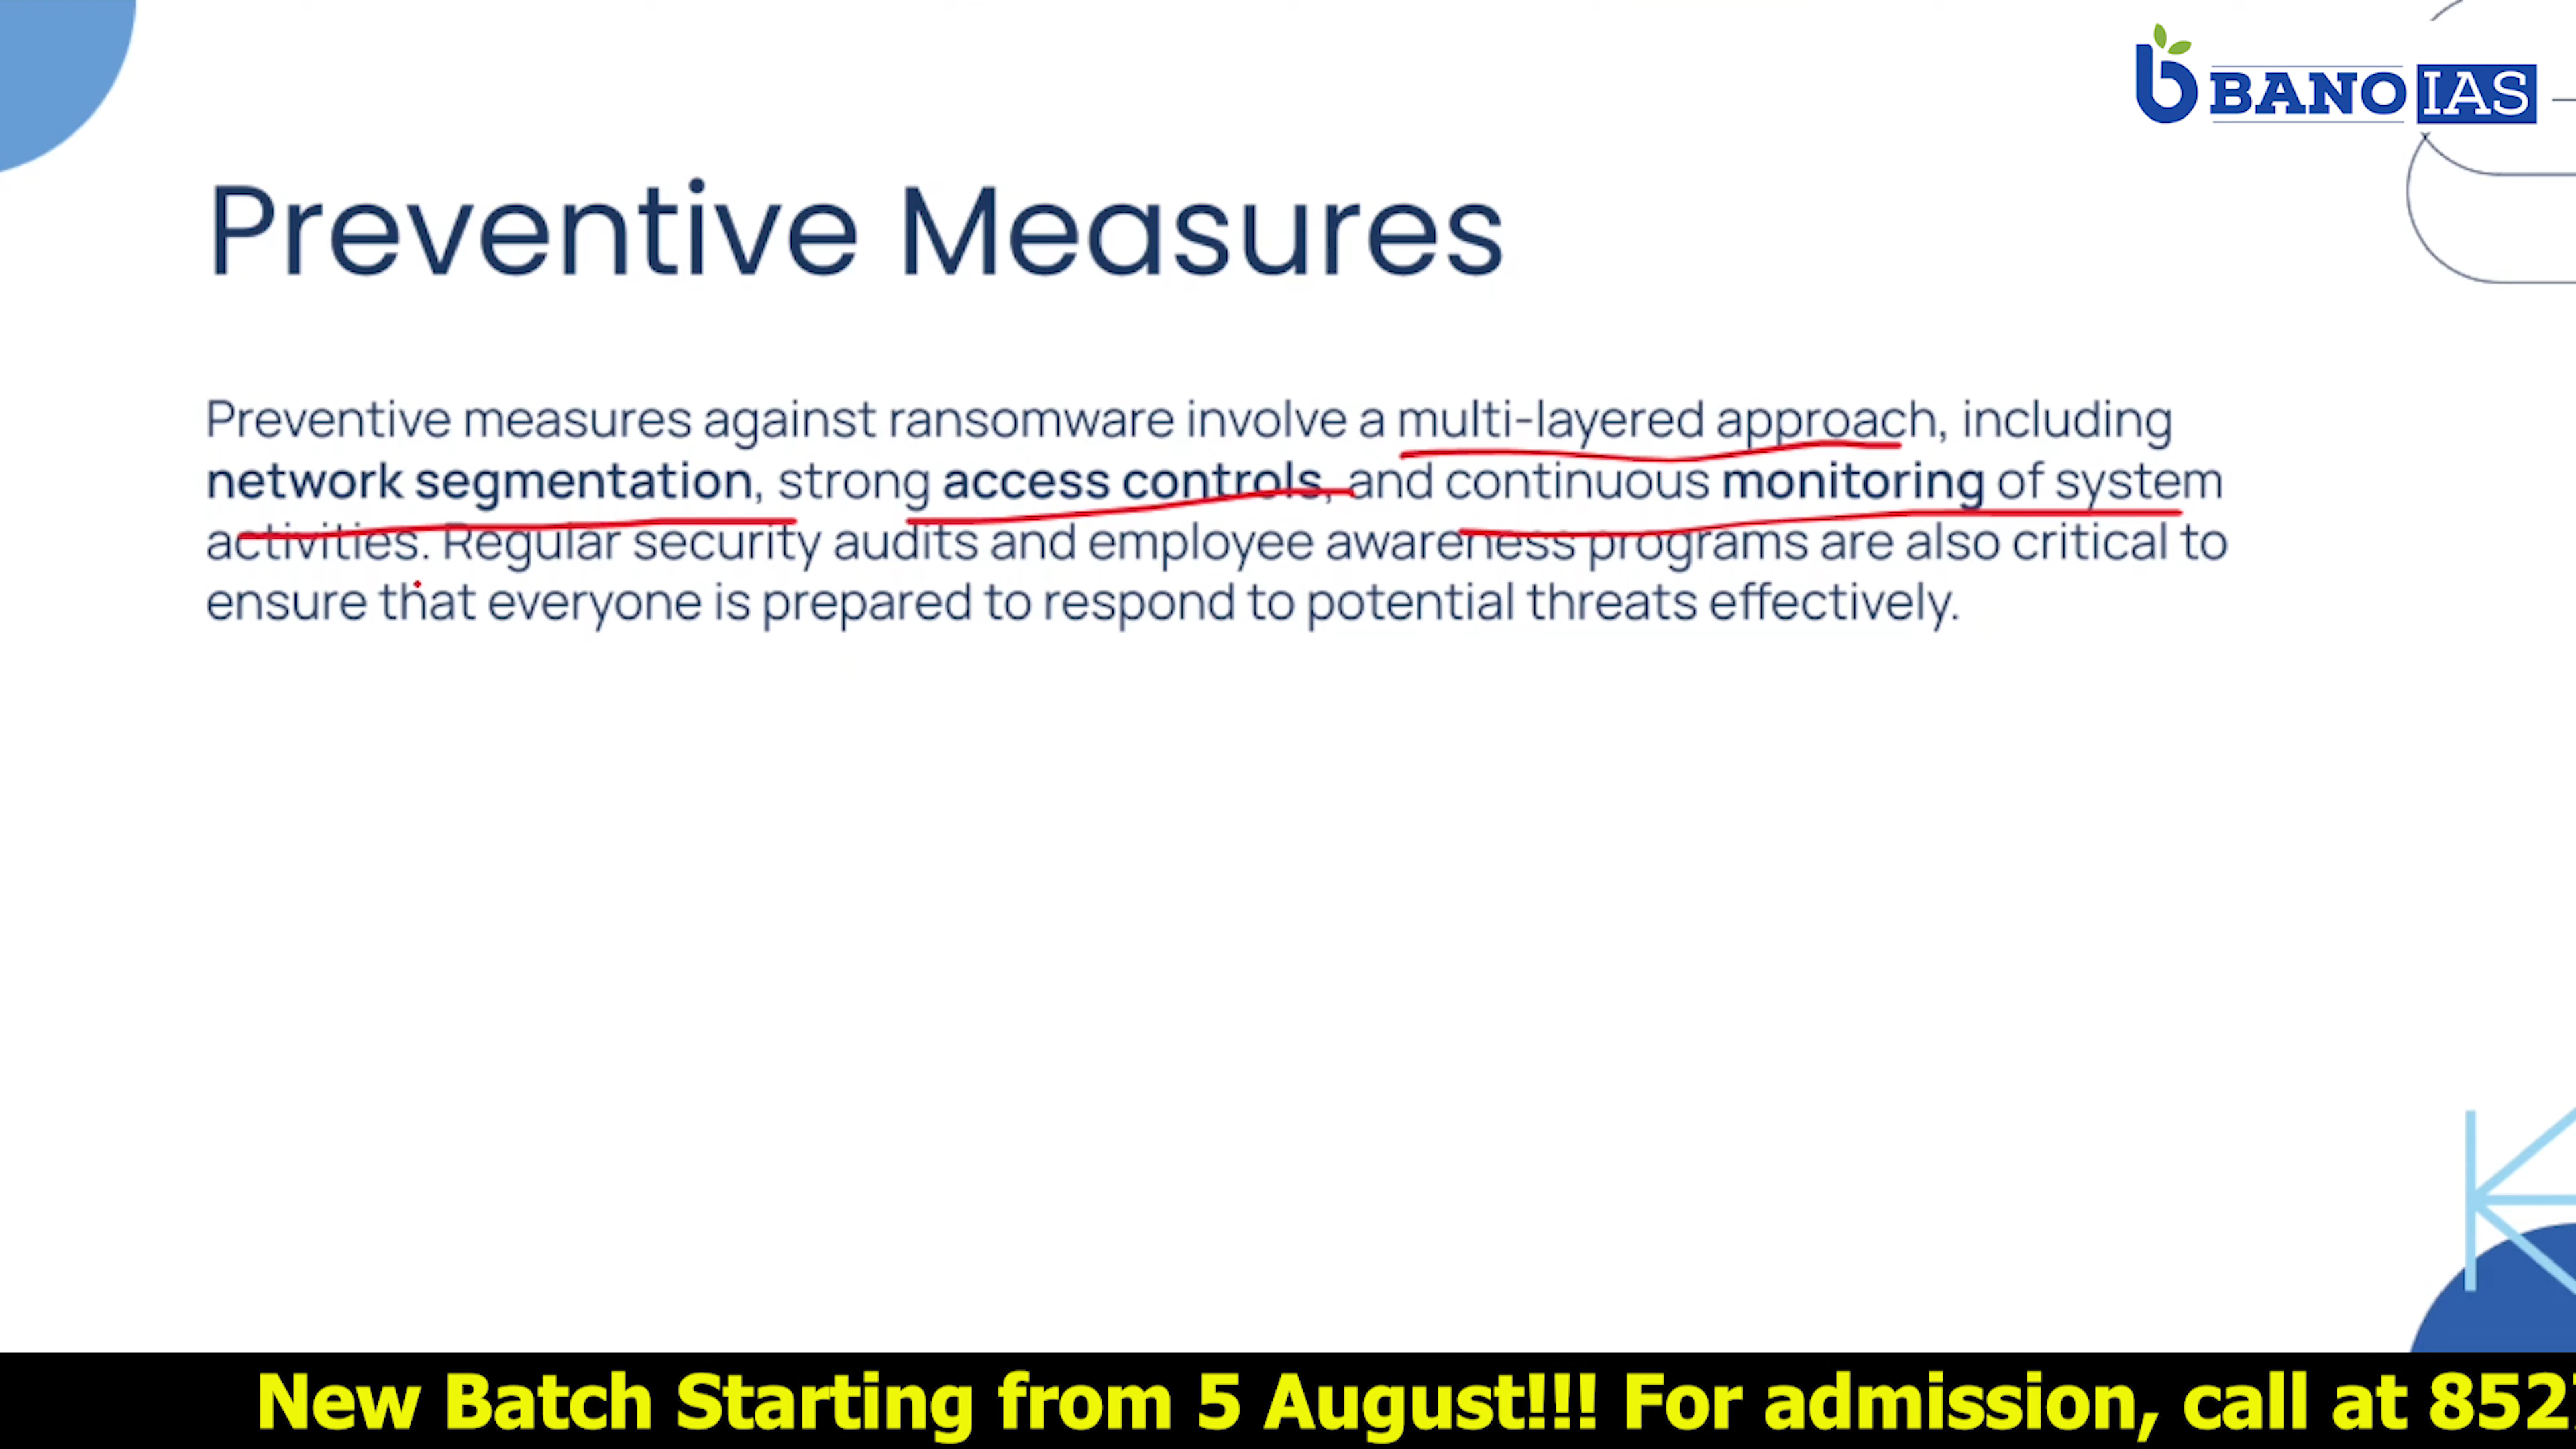 BANO IAS
Preventive Measures
Preventive measures against ransomware involve a multi-layered approach, including
network segmentation, strong access controls, and continuous monitoring of system
activities. Regular security audits and employee awareness programs are also critical to
ensure that everyone is prepared to respond to potential threats effectively.
New Batch Starting from 5 August!!! For admission, call at 852